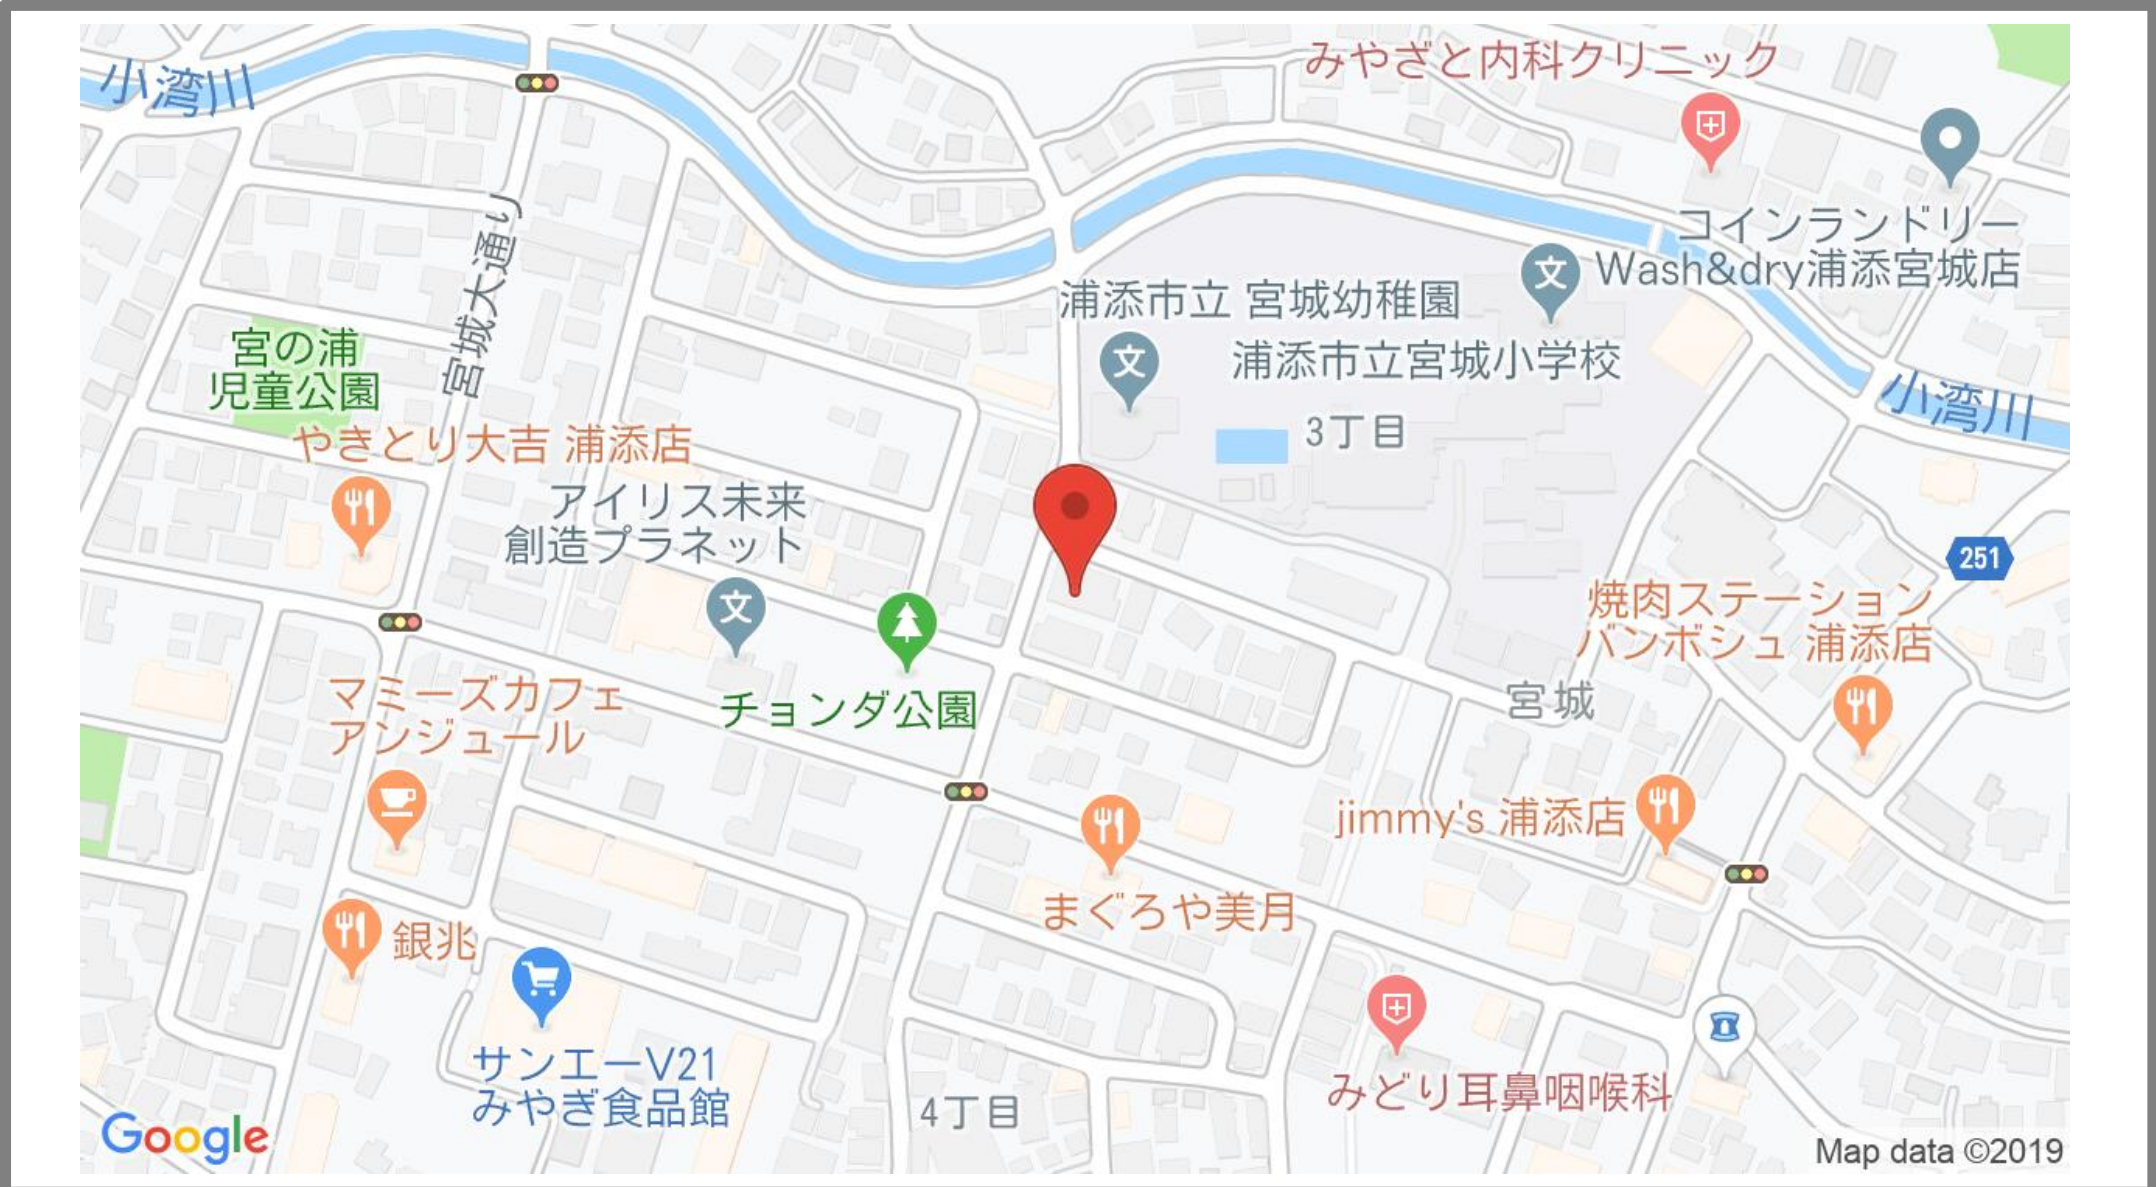 みやざと内科クリニック
小湾川
コインランドリー
Wash&dry浦添宮城店
宮城大通り
浦添市立 宮城幼稚園
文
文
浦添市立宮城小学校
宮の浦
児童公園
小湾川
3丁目
やきとり大吉 浦添店
アイリス未来
創造プラネット
251
文
焼肉ステーション
バンボシュ 浦添店
マミーズカフェ
アンジュール
チョンダ公園
宮城
jimmy's 浦添店
まぐろや美月
銀兆
サンエーV21
みやぎ食品館
みどり耳鼻咽喉科
4丁目
Google
Map data ©2019